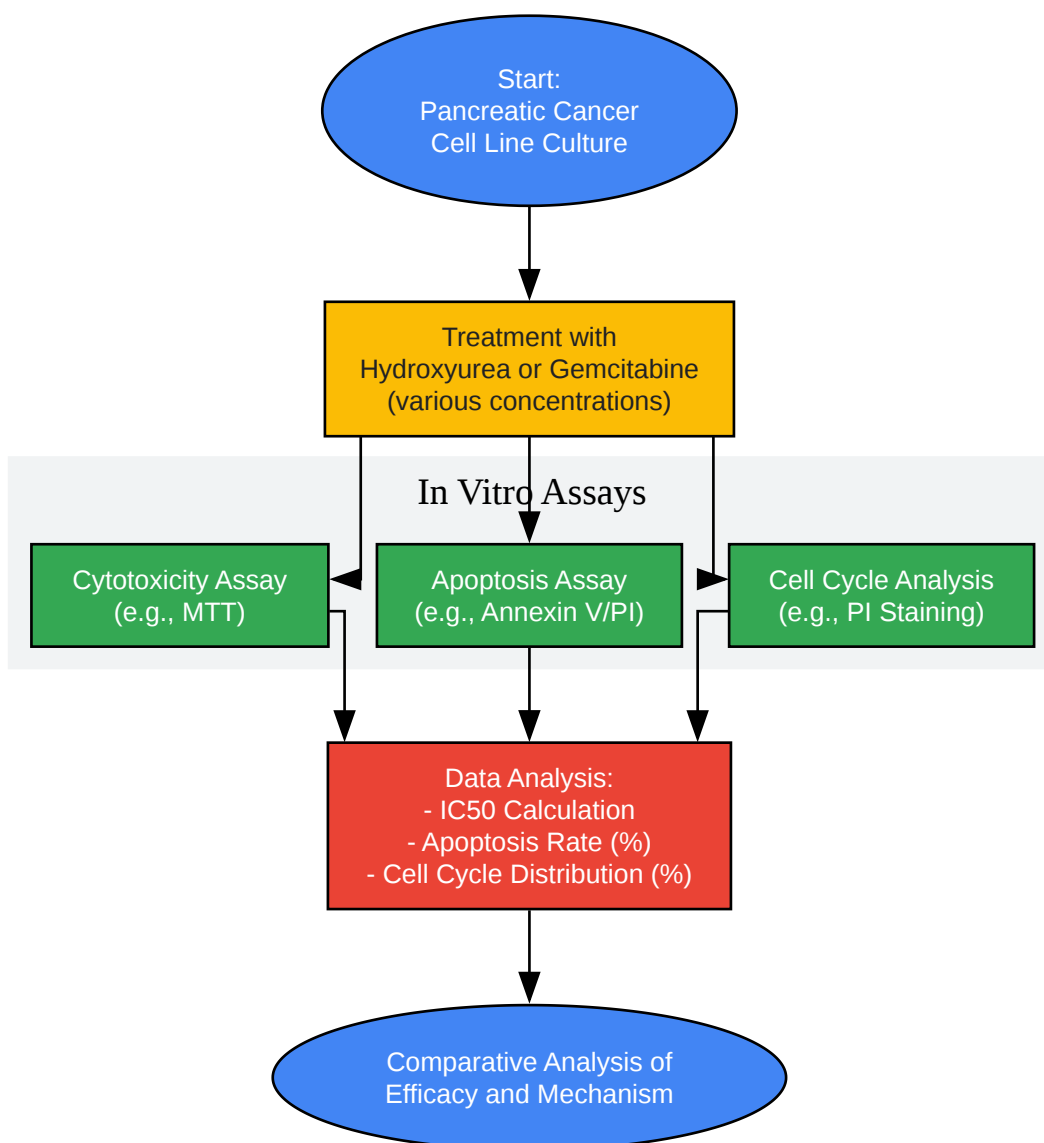 Start:
Pancreatic Cancer
Cell Line Culture
Treatment with
Hydroxyurea or Gemcitabine
(various concentrations)
In Vitro Assays
Cytotoxicity Assay
(e.g., MTT)
Apoptosis Assay
(e.g., Annexin V/PI)
Cell Cycle Analysis
(e.g., PI Staining)
Data Analysis:
- IC50 Calculation
- Apoptosis Rate (%)
- Cell Cycle Distribution (%)
Comparative Analysis of
Efficacy and Mechanism